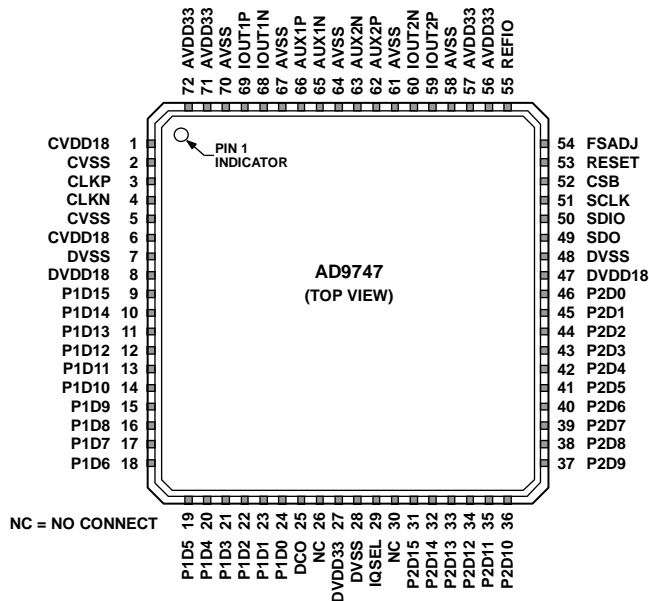 72 AVDD33
71 AVDD33
70 AVSS
69 IOUT1P
68 IOUT1N
67 AVSS
66 AUX1P
65 AUX1N
64 AVSS
63 AUX2N
62 AUX2P
61 AVSS
60 IOUT2N
59 IOUT2P
58 AVSS
57 AVDD33
56 AVDD33
55 REFIO
CVDD18 1
CVSS 2
CLKP 3
CLKN 4
CVSS 5
CVDD18 6
DVSS 7
DVDD18 8
P1D15 9
P1D14 10
P1D13 11
P1D12 12
P1D11 13
P1D10 14
P1D9 15
P1D8 16
P1D7 17
P1D6 18
PIN 1
INDICATOR
AD9747
(TOP VIEW)
54 FSADJ
53 RESET
52 CSB
51 SCLK
50 SDIO
49 SDO
48 DVSS
47 DVDD18
46 P2D0
45 P2D1
44 P2D2
43 P2D3
42 P2D4
41 P2D5
40 P2D6
39 P2D7
38 P2D8
37 P2D9
NC = NO CONNECT
P1D5 19
P1D4 20
P1D3 21
P1D2 22
P1D1 23
P1D0 24
DCO 25
NC 26
DVDD33 27
DVSS 28
IQSEL 29
NC 30
P2D15 31
P2D14 32
P2D13 33
P2D12 34
P2D11 35
P2D10 36